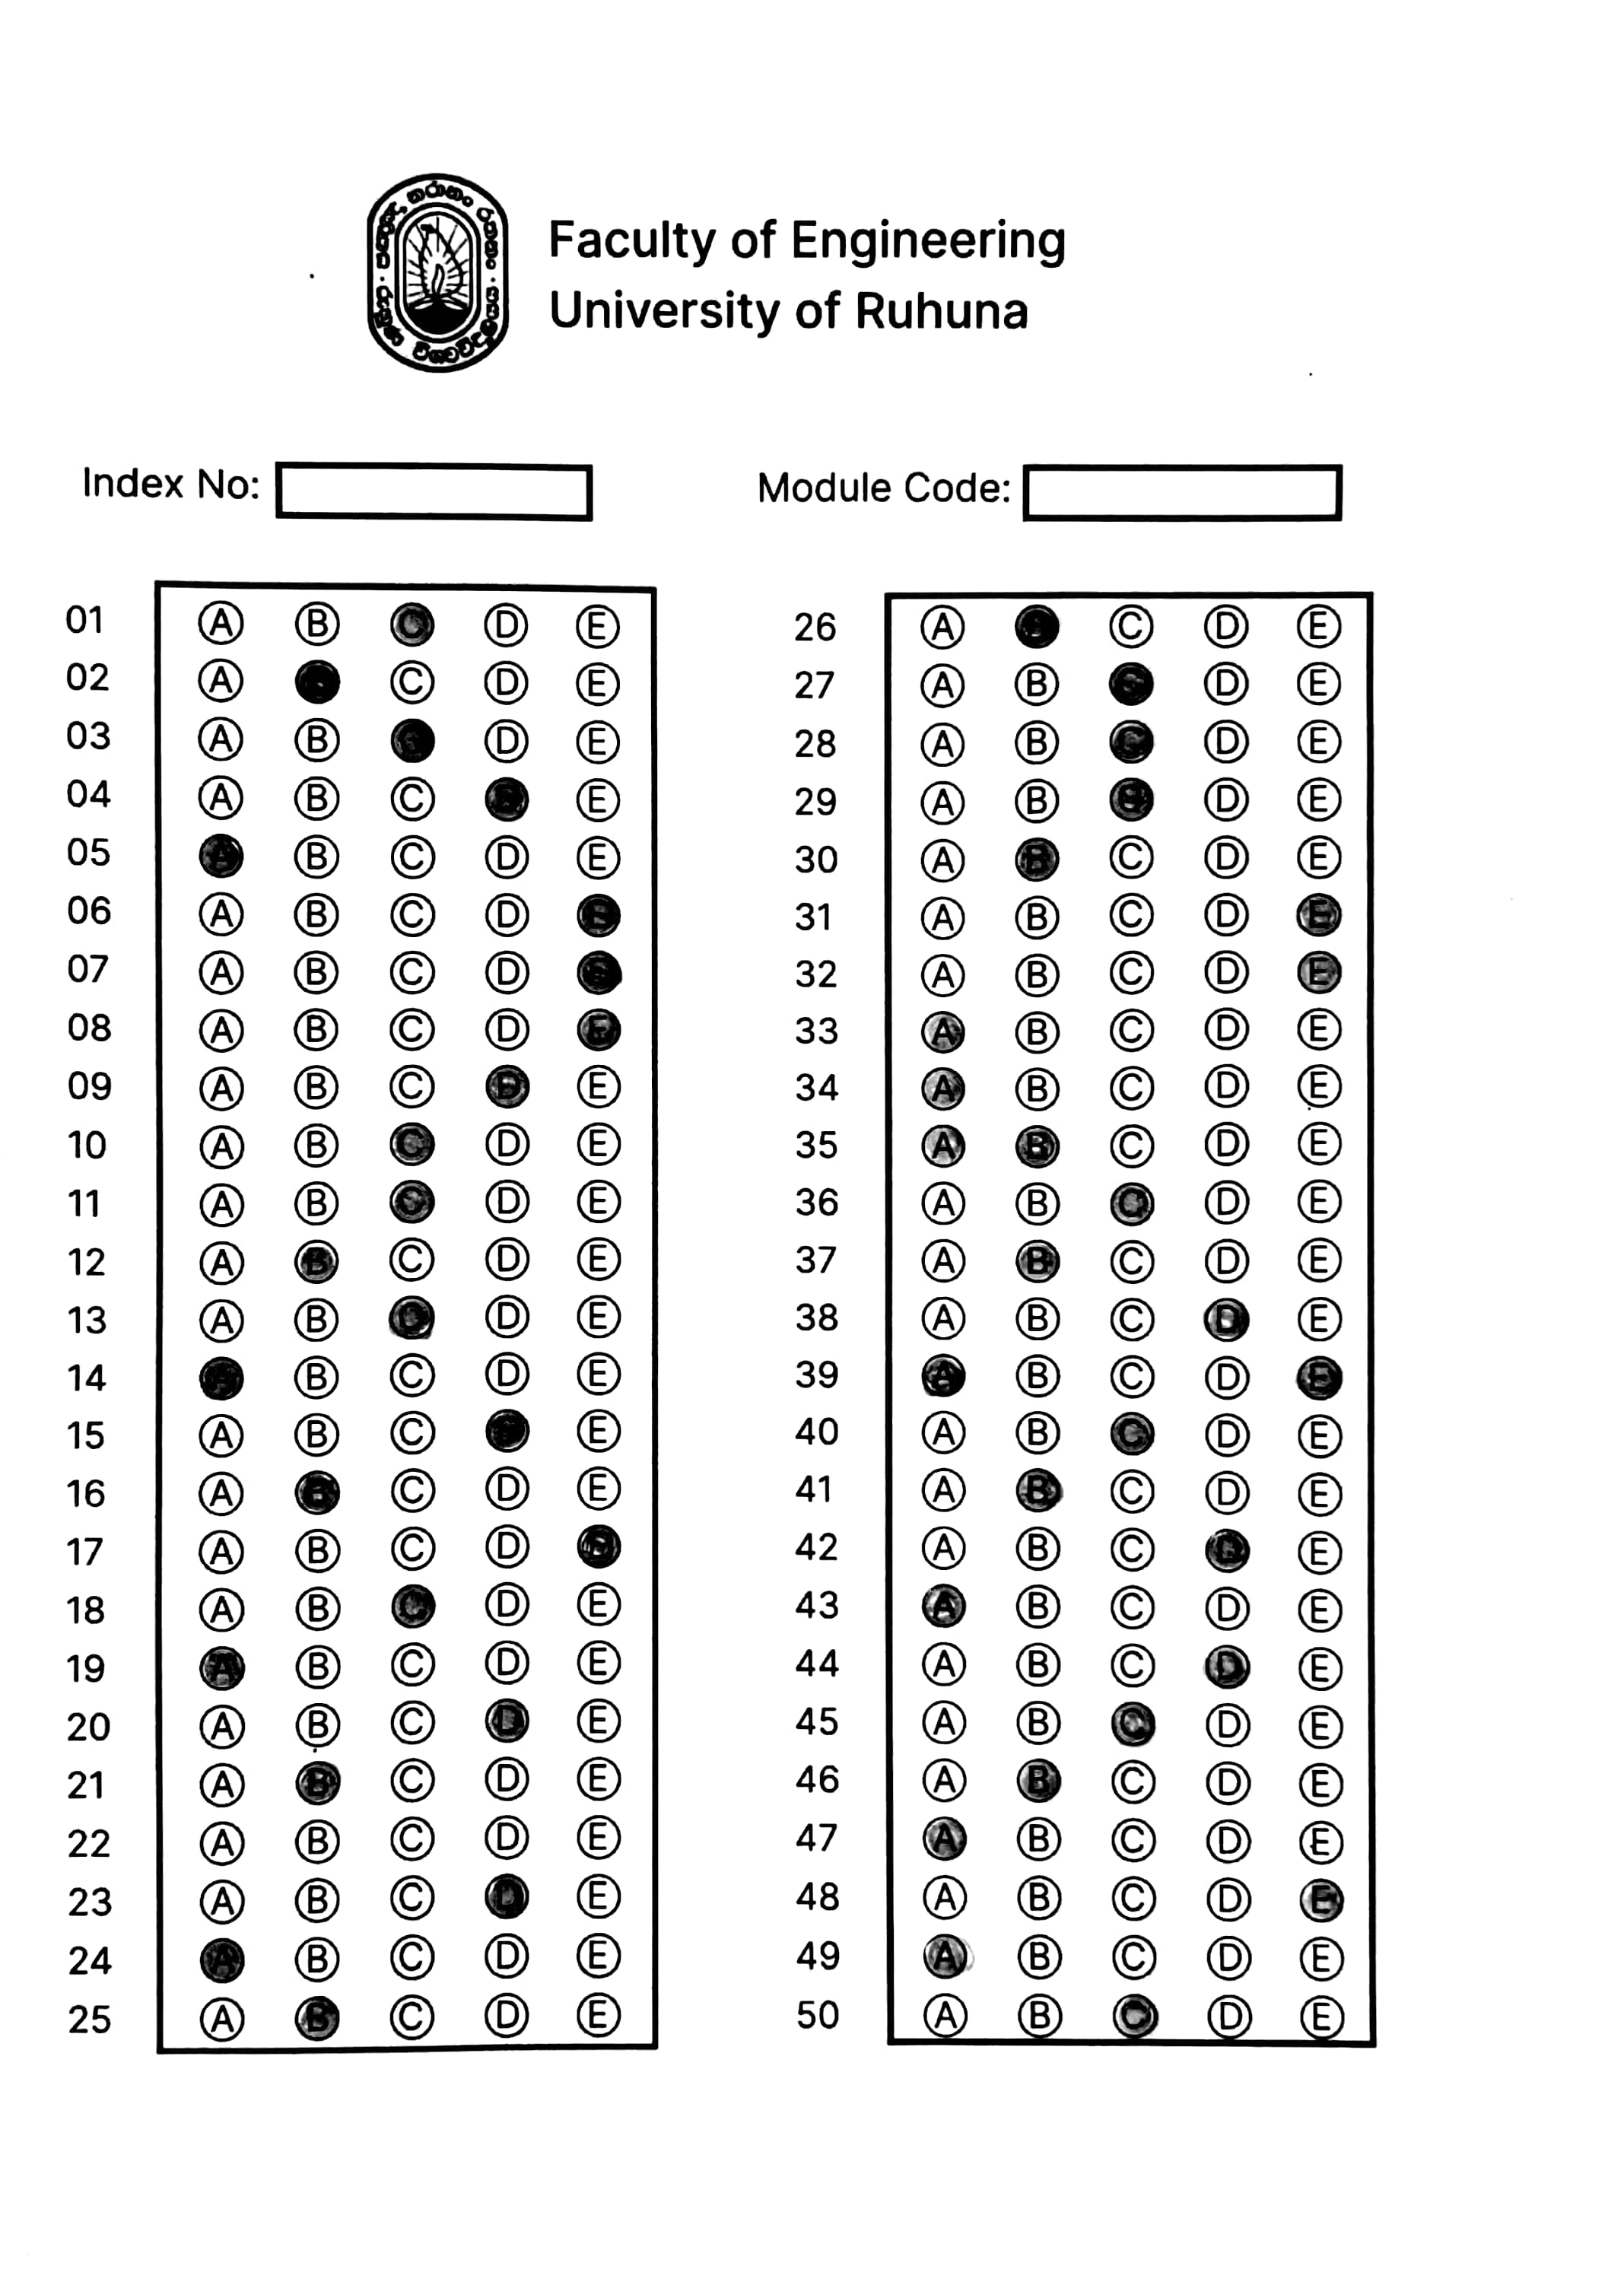 Faculty of Engineering
University of Ruhuna
Index No:
Module Code:
01 A B C D E
02 A C D E
03 A B D E
04 A B C E
05 A B C D E
06 A B C D
07 A B C D
08 A B C D E
09 A B C D E
10 A B C D E
11 A B C D E
12 A B C D E
13 A B D E
14 A B C D E
15 A B C E
16 A B C D E
17 A B C D
18 A B C D E
19 A B C D E
20 A B C D E
21 A B C D E
22 A B C D E
23 A B C E
24 A B C D E
25 A B C D E
26 A C D E
27 A B D E
28 A B C D E
29 A B D E
30 A B C D E
31 A B C D E
32 A B C D E
33 A B C D E
34 A B C D E
35 A B C D E
36 A B C D E
37 A B C D E
38 A B C D E
39 A B C D E
40 A B C D E
41 A B C D E
42 A B C E
43 A B C D E
44 A B C D E
45 A B C D E
46 A B C D E
47 A B C D E
48 A B C D E
49 A B C D E
50 A B C D E